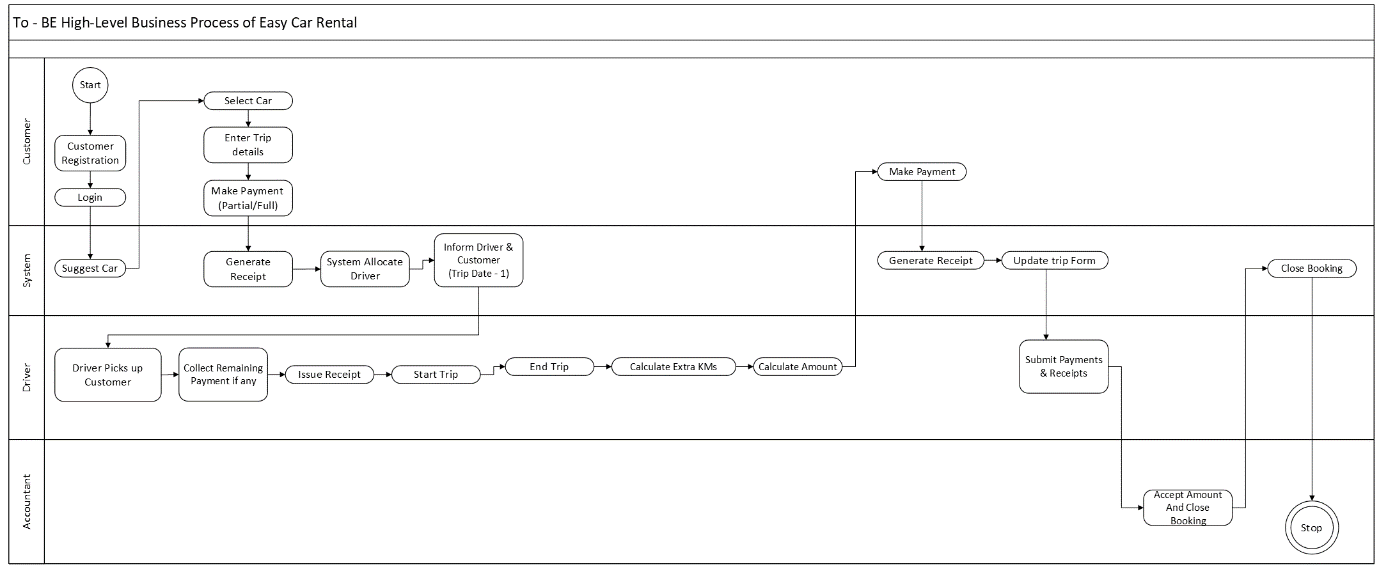 To - BE High-Level Business Process of Easy Car Rental
Customer
Start
Customer
Registration
Login
Select Car
Enter Trip
details
Make Payment
(Partial/Full)
Make Payment
System
Suggest Car
Generate
Receipt
System Allocate
Driver
Inform Driver &
Customer
(Trip Date - 1)
Generate Receipt
Update trip Form
Close Booking
Driver
Driver Picks up
Customer
Collect Remaining
Payment if any
Issue Receipt
Start Trip
End Trip
Calculate Extra KMs
Calculate Amount
Submit Payments
& Receipts
Accountant
Accept Amount
And Close
Booking
Stop